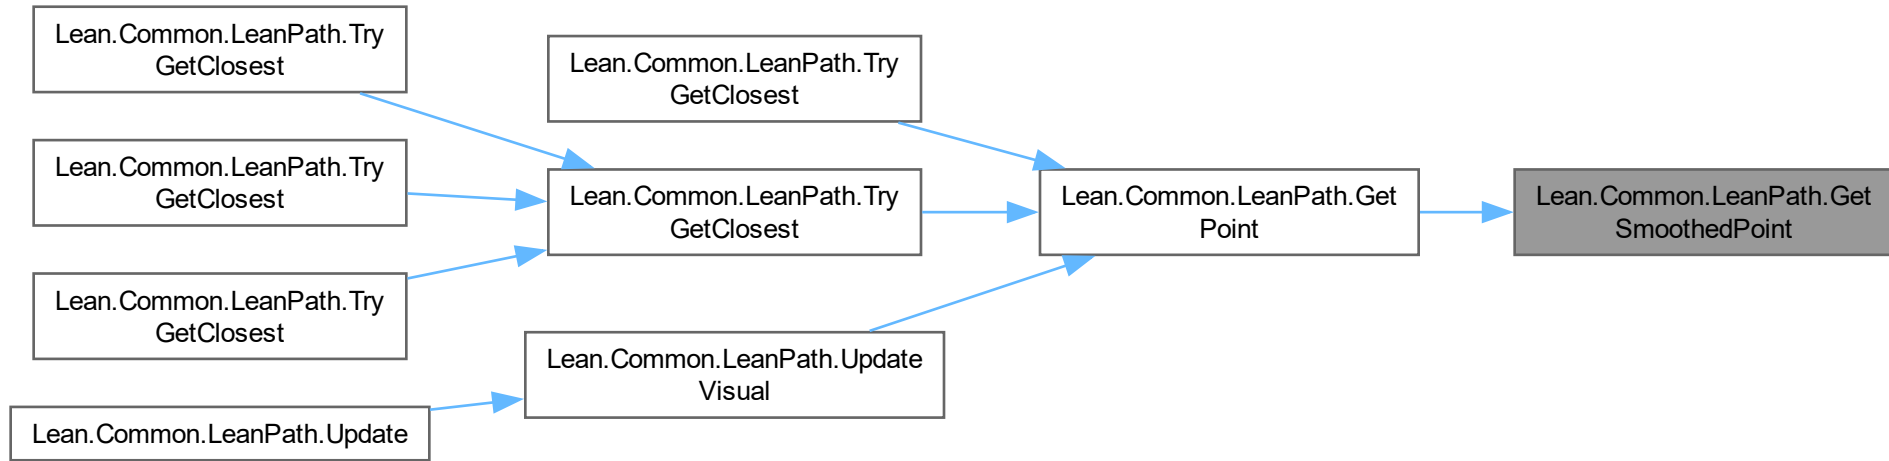 Lean.Common.LeanPath.Try
GetClosest
Lean.Common.LeanPath.Try
GetClosest
Lean.Common.LeanPath.Try
GetClosest
Lean.Common.LeanPath.Update
Lean.Common.LeanPath.Try
GetClosest
Lean.Common.LeanPath.Try
GetClosest
Lean.Common.LeanPath.Update
Visual
Lean.Common.LeanPath.Get
Point
Lean.Common.LeanPath.Get
SmoothedPoint